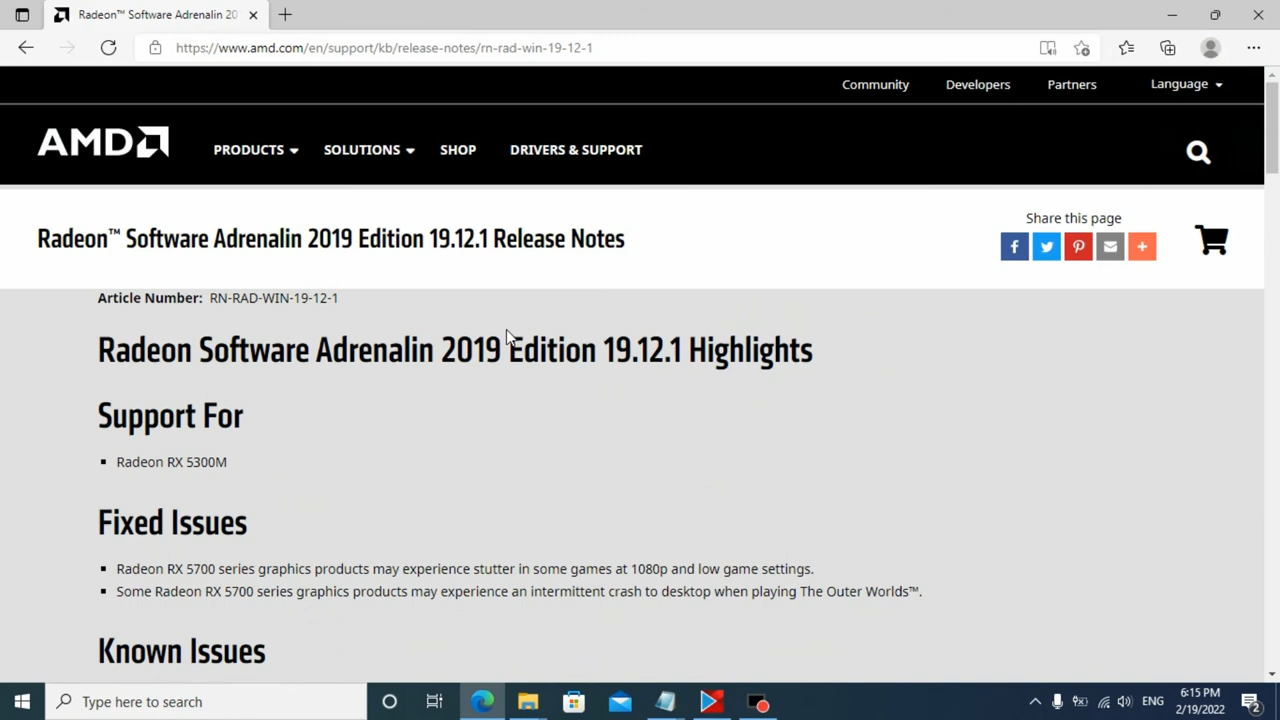 Radeon™ Software Adrenalin 20
https://www.amd.com/en/support/kb/release-notes/rn-rad-win-19-12-1
Community Developers Partners Language
AMD PRODUCTS SOLUTIONS SHOP DRIVERS & SUPPORT
Share this page
Radeon™ Software Adrenalin 2019 Edition 19.12.1 Release Notes
Article Number: RN-RAD-WIN-19-12-1
Radeon Software Adrenalin 2019 Edition 19.12.1 Highlights
Support For
Radeon RX 5300M
Fixed Issues
Radeon RX 5700 series graphics products may experience stutter in some games at 1080p and low game settings.
Some Radeon RX 5700 series graphics products may experience an intermittent crash to desktop when playing The Outer Worlds™.
Known Issues
Type here to search
ENG
6:15 PM
2/19/2022
2